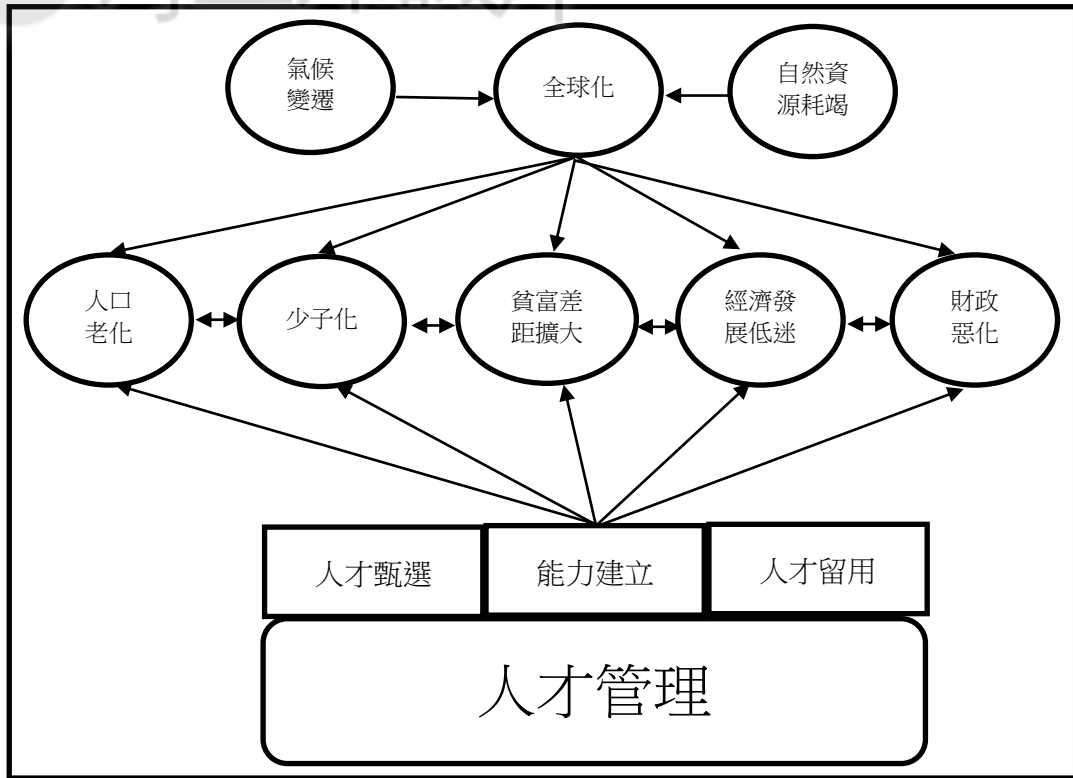 氣候
變遷
全球化
自然資
源耗竭
人口
老化
少子化
貧富差
距擴大
經濟發
展低迷
財政
惡化
人才甄選
能力建立
人才留用
人才管理